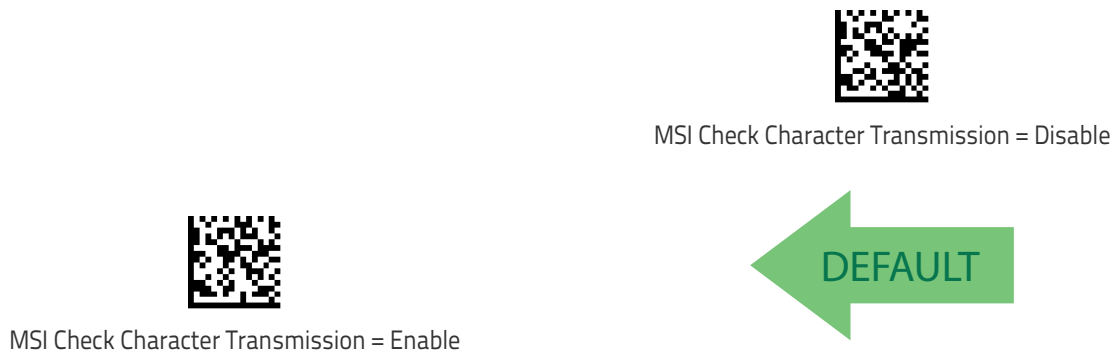 MSI Check Character Transmission = Disable
DEFAULT
MSI Check Character Transmission = Enable